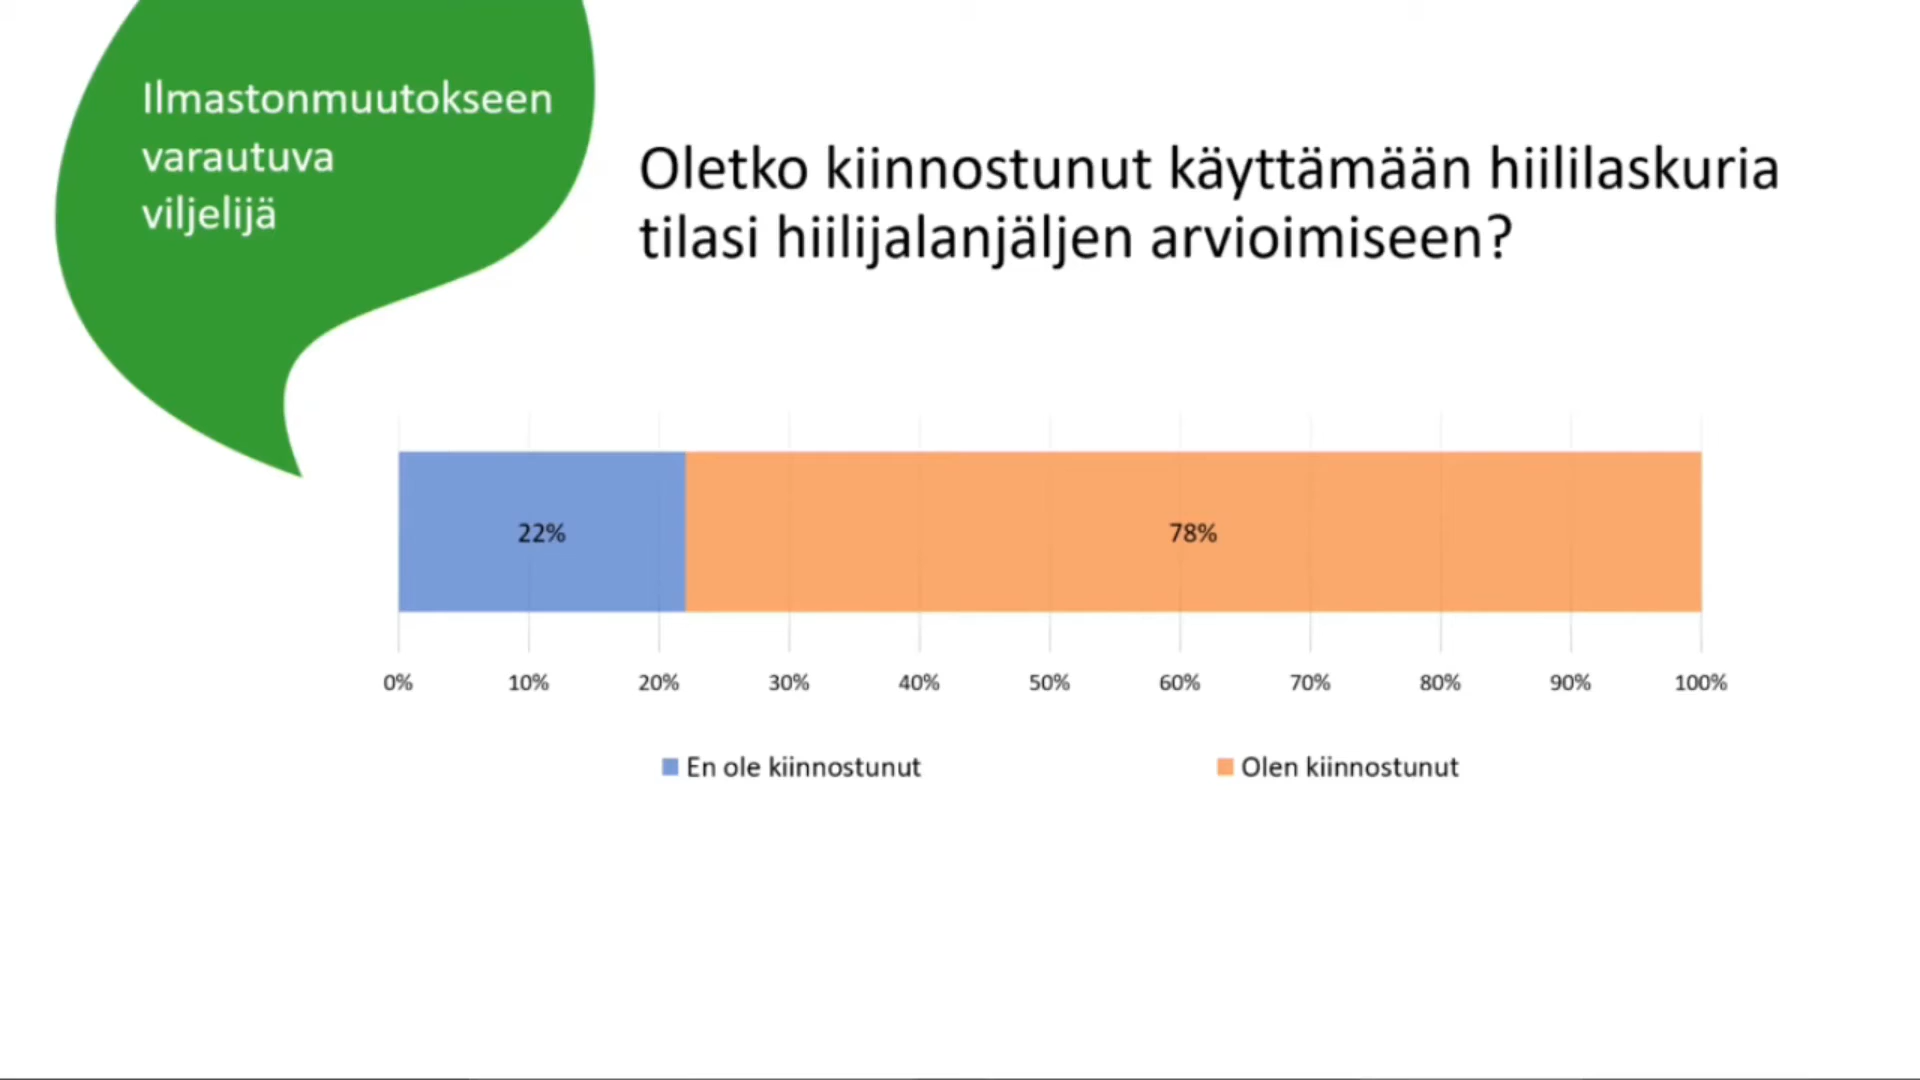 Ilmastonmuutokseen
varautuva
viljelijä
Oletko kiinnostunut käyttämään hiililaskuria
tilasi hiilijalanjäljen arvioimiseen?
22%
78%
0% 10% 20% 30% 40% 50% 60% 70% 80% 90% 100%
En ole kiinnostunut
Olen kiinnostunut